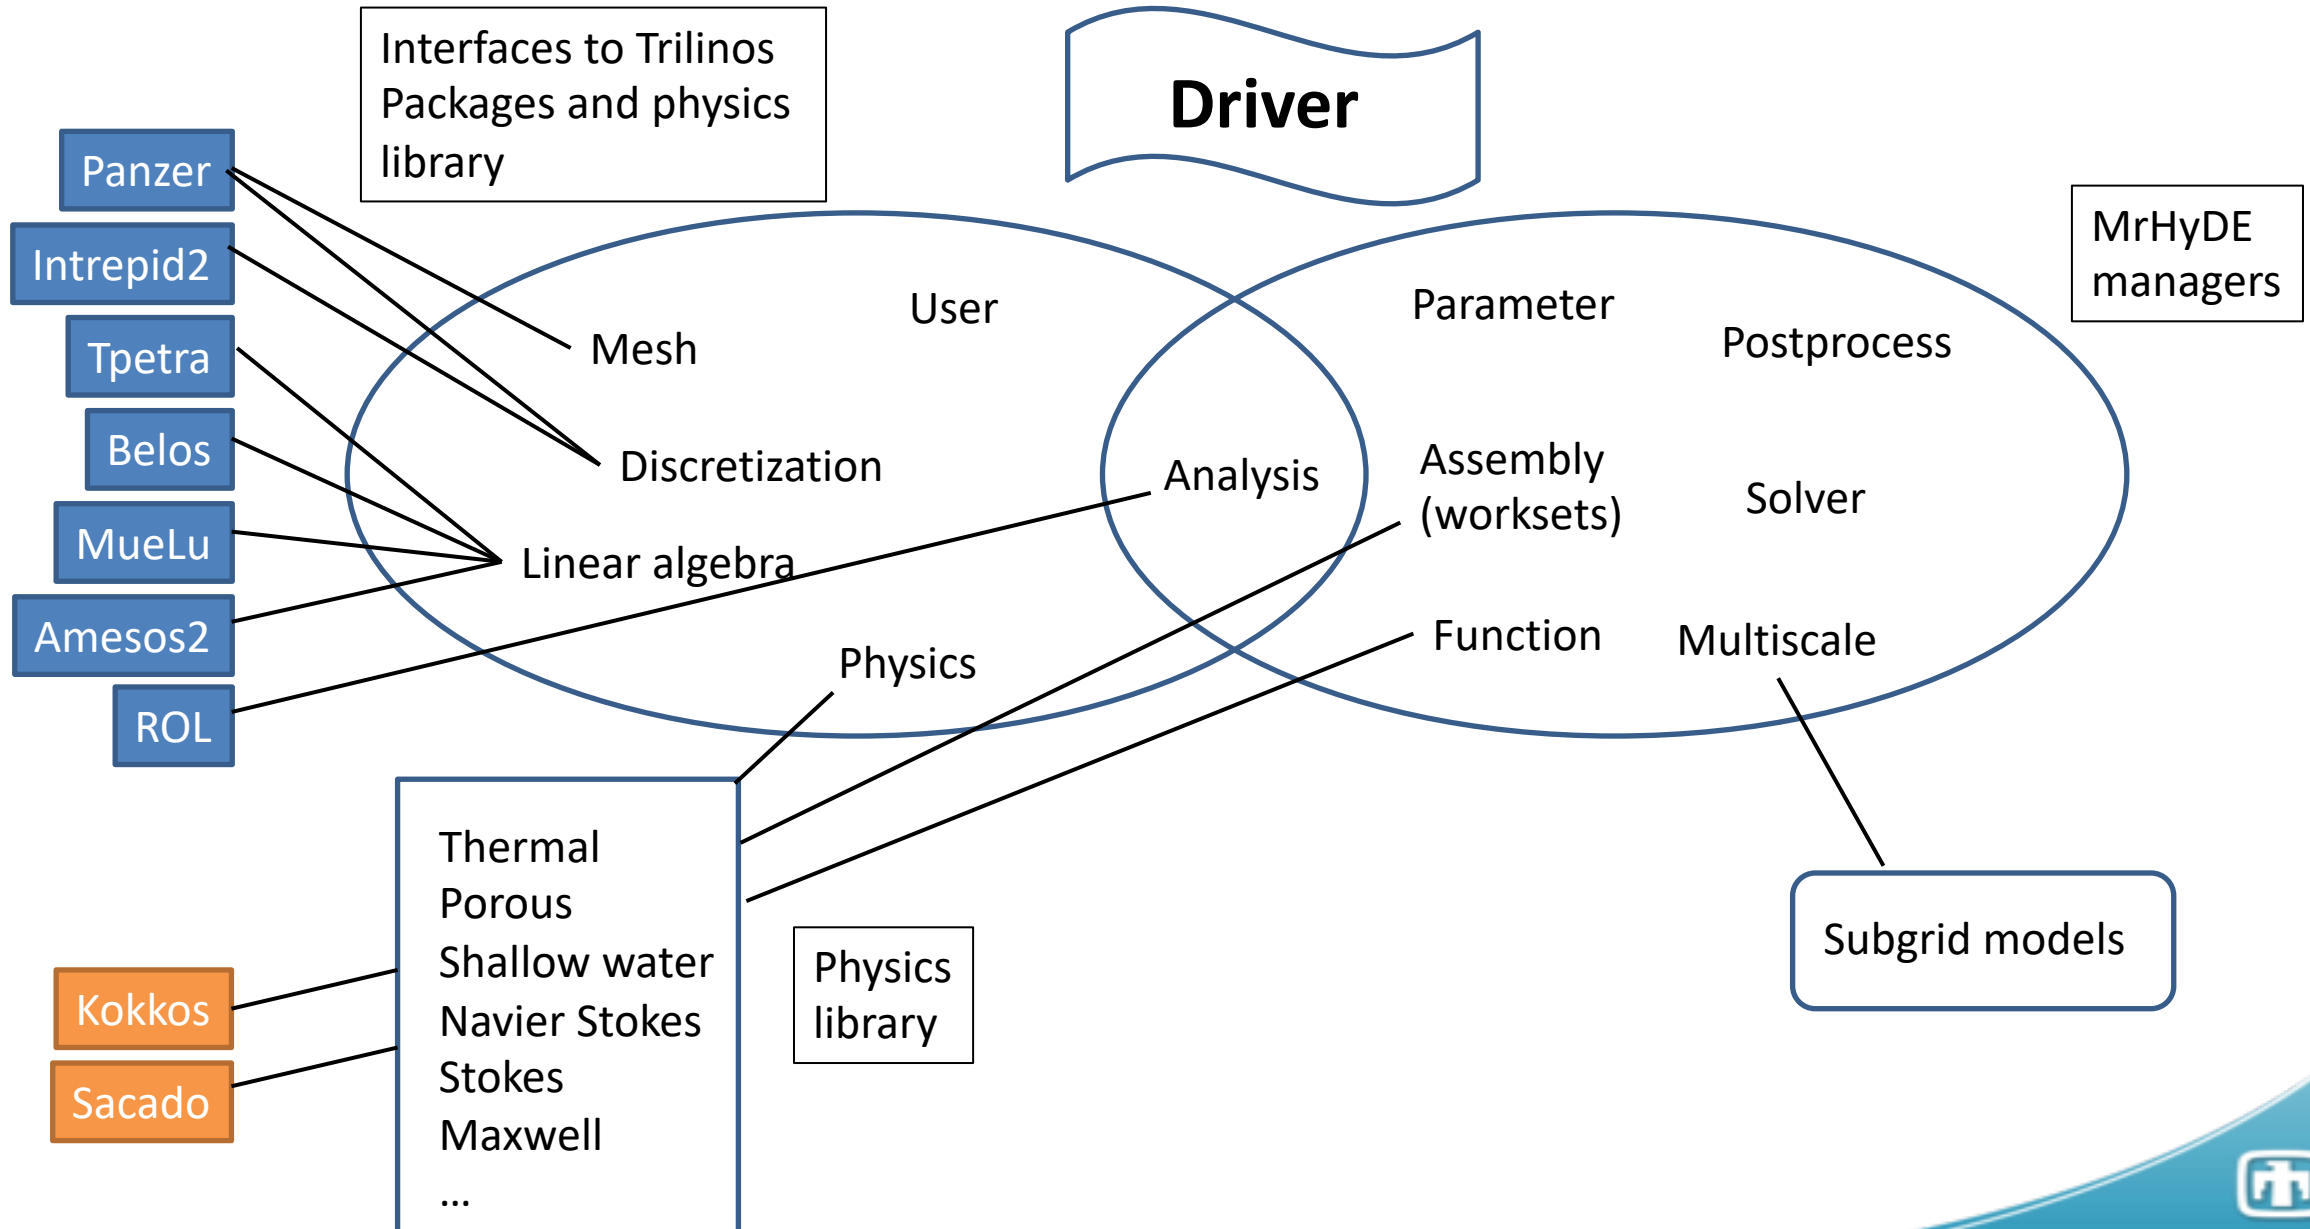 Interfaces to Trilinos
Packages and physics
library
Driver
MrHyDE
managers
Panzer
Intrepid2
Tpetra
Belos
MueLu
Amesos2
ROL
User
Mesh
Discretization
Linear algebra
Physics
Analysis
Parameter
Postprocess
Assembly
(worksets)
Solver
Function
Multiscale
Thermal
Porous
Shallow water
Navier Stokes
Stokes
Maxwell
...
Physics
library
Subgrid models
Kokkos
Sacado